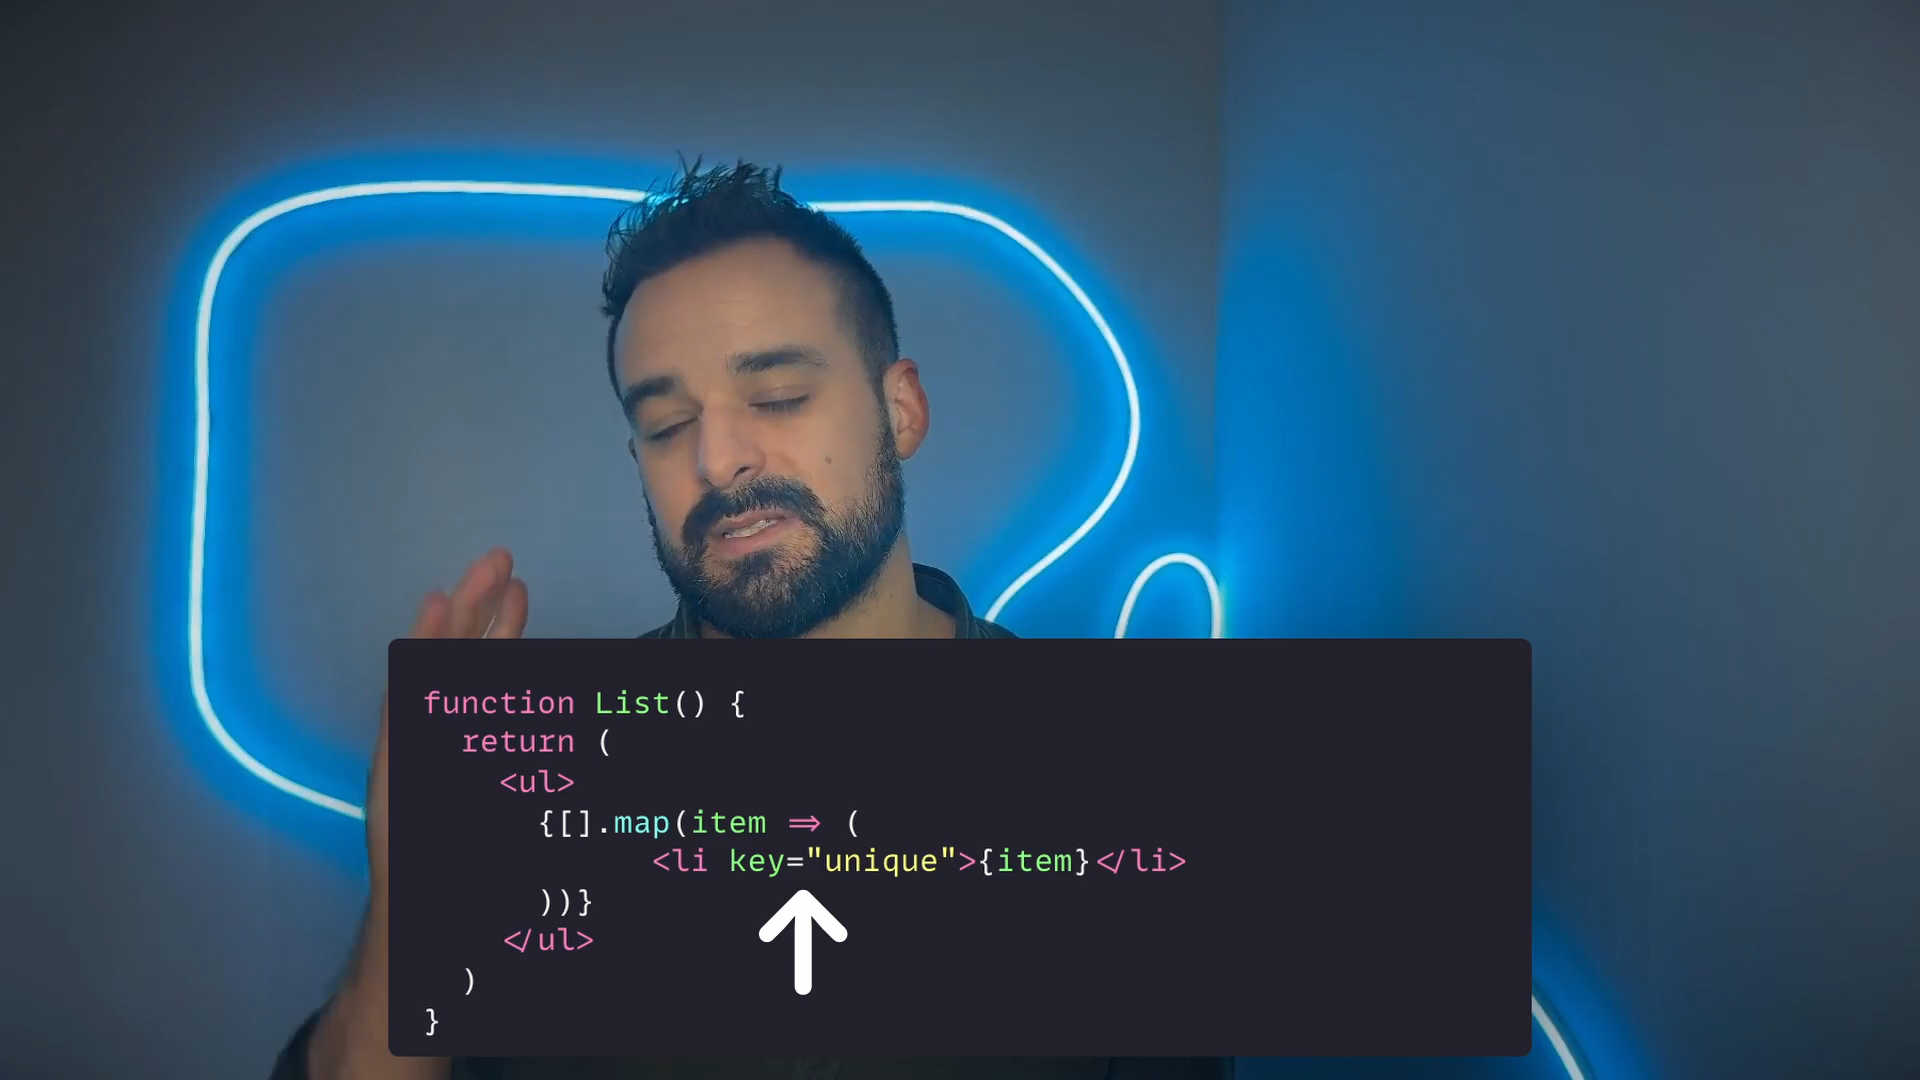 function List() {
return (
<ul>
{[].map(item => (
<li key="unique">{item}</li>
))}
</ul>
)
}